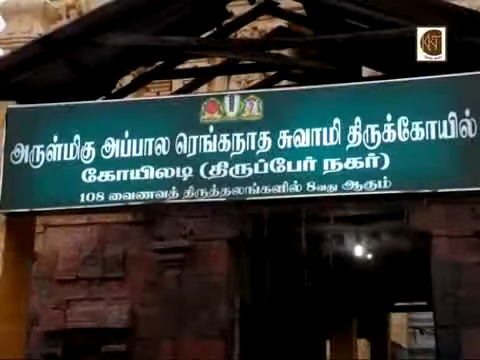 அருள்மிகு அப்பால ரெங்கநாத சுவாமி திருக்கோயில்
கோயிலடி (திருப்பேர் நகர்)
108 வைணவத் திருத்தலங்களில் 8வது ஆகும்